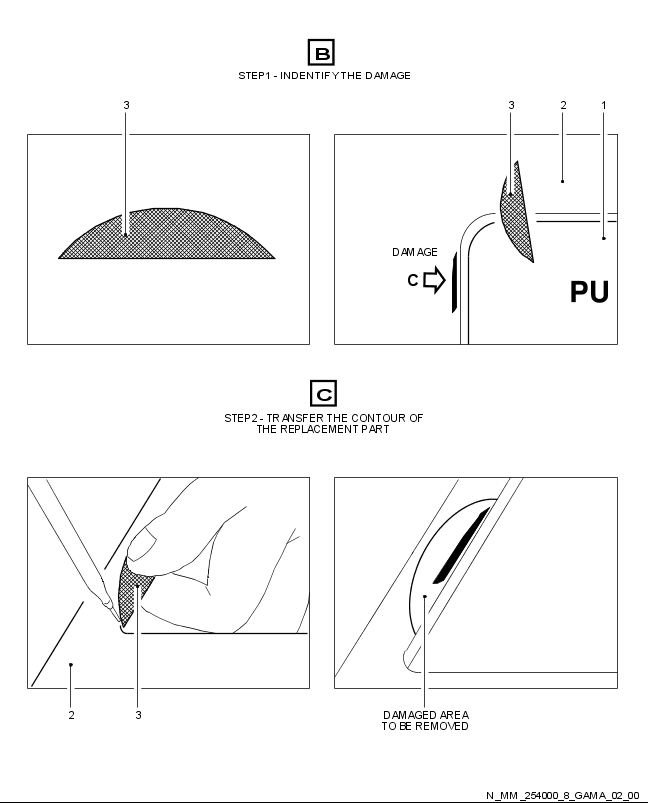 B
STEP1 - INDENTIFY THE DAMAGE
3
3 2 1
DAMAGE
C
PU
C
STEP2 - TRANSFER THE CONTOUR OF
THE REPLACEMENT PART
2 3
DAMAGED AREA
TO BE REMOVED
N_MM_254000_8_GAMA_02_00